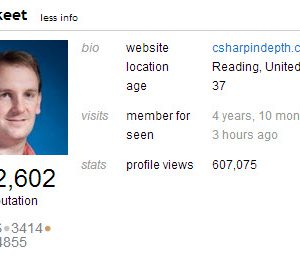 keet less info
bio website csharpindepth.c
location Reading, United
age 37
visits member for 4 years, 10 mon
seen 3 hours ago
stats profile views 607,075
2,602
utation
3414
4855